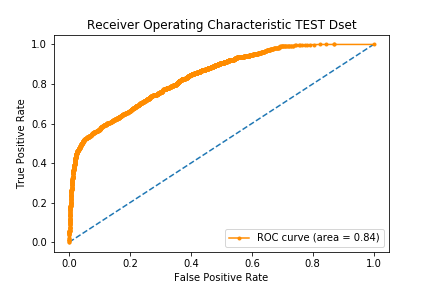 Receiver Operating Characteristic TEST Dset
True Positive Rate
1.0
0.8
0.6
0.4
0.2
0.0
ROC curve (area = 0.84)
0.0 0.2 0.4 0.6 0.8 1.0
False Positive Rate